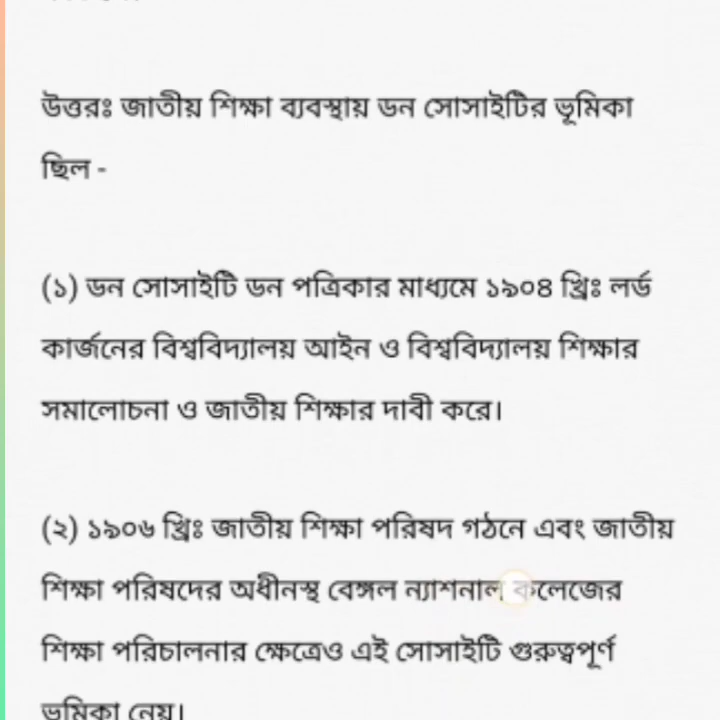 উত্তরঃ জাতীয় শিক্ষা ব্যবস্থায় ডন সোসাইটির ভূমিকা
ছিল -
(১) ডন সোসাইটি ডন পত্রিকার মাধ্যমে ১৯০৪ খ্রিঃ লর্ড
কার্জনের বিশ্ববিদ্যালয় আইন ও বিশ্ববিদ্যালয় শিক্ষার
সমালোচনা ও জাতীয় শিক্ষার দাবী করে।
(২) ১৯০৬ খ্রিঃ জাতীয় শিক্ষা পরিষদ গঠনে এবং জাতীয়
শিক্ষা পরিষদের অধীনস্থ বেঙ্গল ন্যাশনাল কলেজের
শিক্ষা পরিচালনার ক্ষেত্রেও এই সোসাইটি গুরুত্বপূর্ণ
ভূমিকা নেয়।